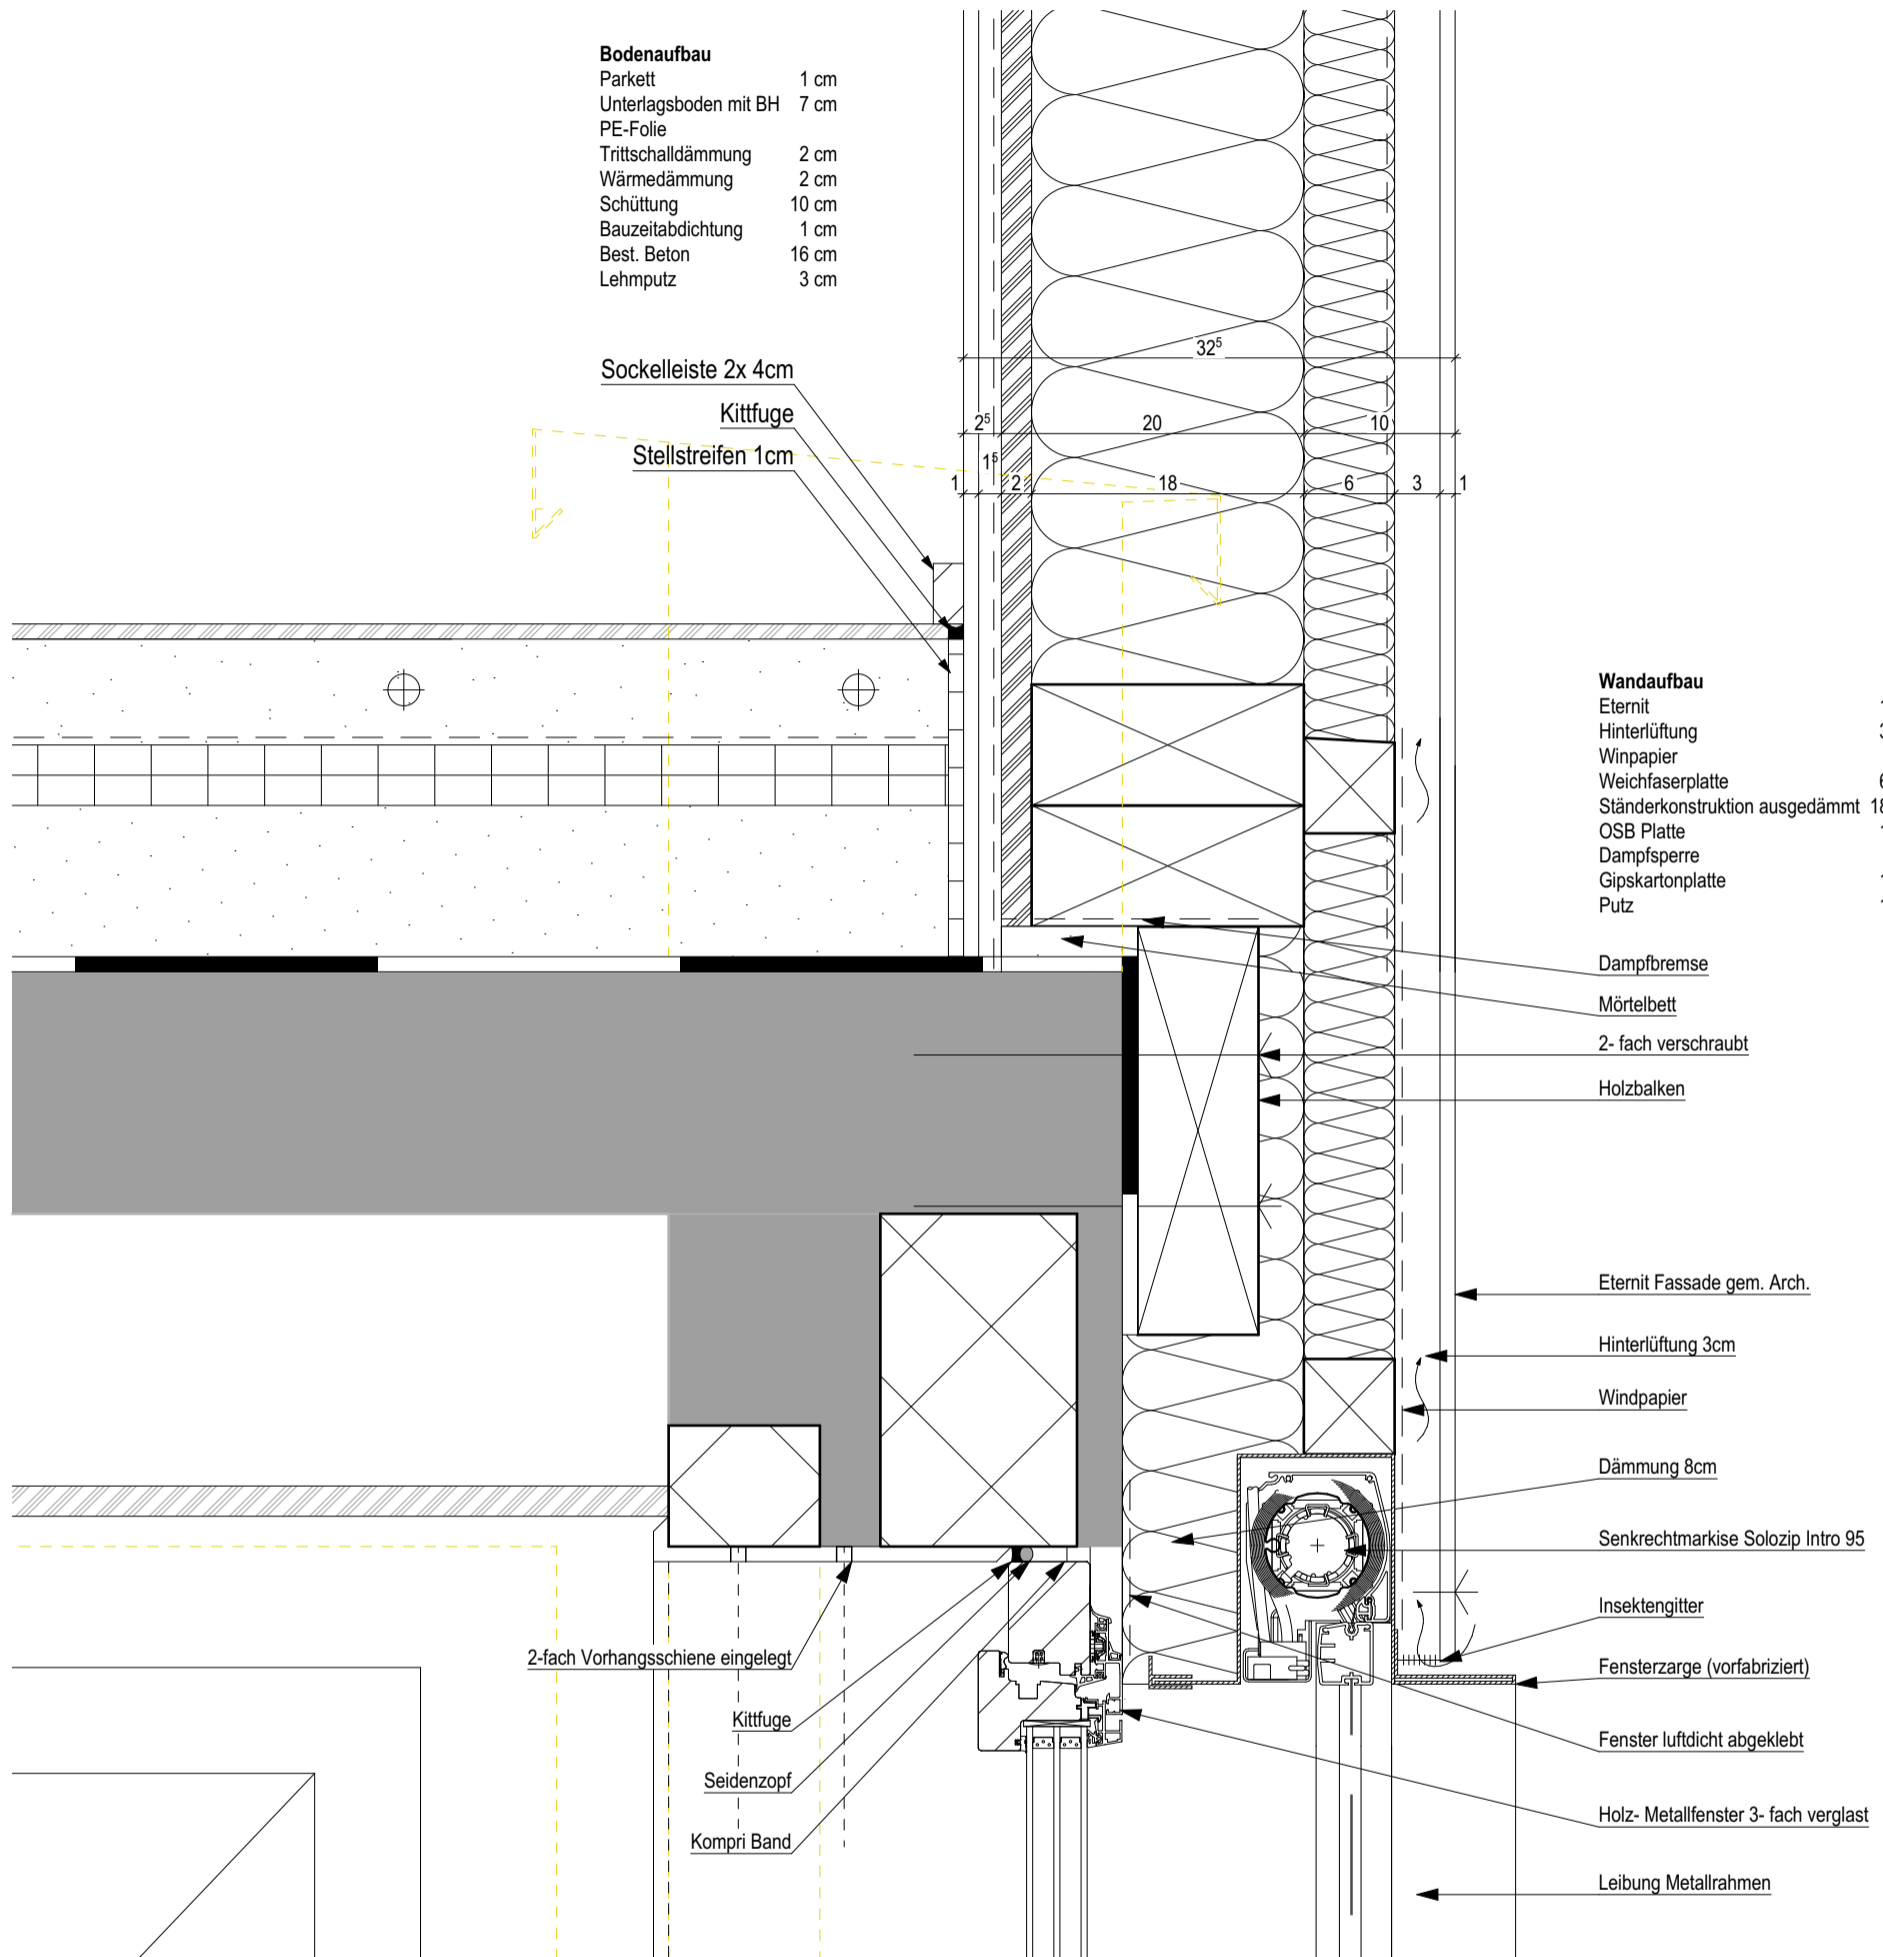 Bodenaufbau
Parkett 1 cm
Unterlagsboden mit BH 7 cm
PE-Folie
Trittschalldämmung 2 cm
Wärmedämmung 2 cm
Schüttung 10 cm
Bauzeitabdichtung 1 cm
Best. Beton 16 cm
Lehmputz 3 cm
Sockelleiste 2x 4cm
Kittfuge
Stellstreifen 1cm
32⁵
2⁵ 20 10
1 1⁵ 2 18 6 3 1
Wandaufbau
Eternit
Hinterlüftung
Winpapier
Weichfaserplatte
Ständerkonstruktion ausgedämmt 18
OSB Platte
Dampfsperre
Gipskartonplatte
Putz
Dampfbremse
Mörtelbett
2- fach verschraubt
Holzbalken
Eternit Fassade gem. Arch.
Hinterlüftung 3cm
Windpapier
Dämmung 8cm
Senkrechtmarkise Solozip Intro 95
Insektengitter
Fensterzarge (vorfabriziert)
Fenster luftdicht abgeklebt
Holz- Metallfenster 3- fach verglast
Leibung Metallrahmen
2-fach Vorhangsschiene eingelegt
Kittfuge
Seidenzopf
Kompri Band